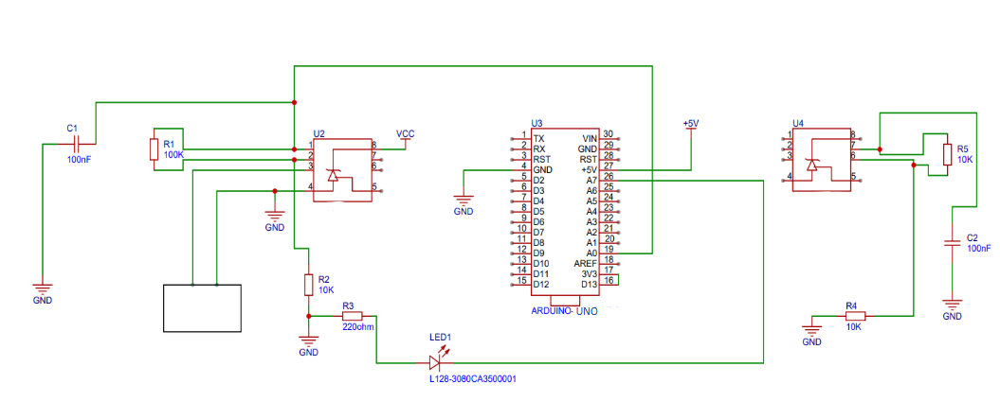 C1
100nF
GND
R1
100K
U2
1
2
3
4
8
7
6
5
VCC
GND
R2
10K
GND
R3
220ohm
LED1
L128-3080CA3500001
U3
1 TX VIN 30
2 RX GND 29
3 RST RST 28
4 GND +5V 27
5 D2 A7 26
6 D3 A6 25
7 D4 A5 24
8 D5 A4 23
9 D6 A3 22
10 D7 A2 21
11 D8 A1 20
12 D9 A0 19
13 D10 AREF 18
14 D11 3V3 17
15 D12 D13 16
ARDUINO- UNO
GND
+5V
U4
1
2
3
4
8
7
6
5
R5
10K
C2
100nF
GND
R4
10K
GND